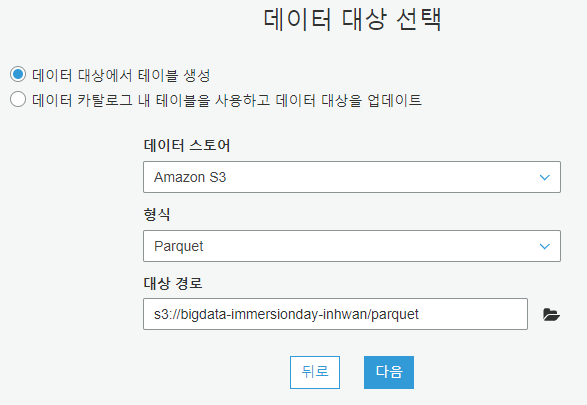 데이터 대상 선택
데이터 대상에서 테이블 생성
데이터 카탈로그 내 테이블을 사용하고 데이터 대상을 업데이트
데이터 스토어
Amazon S3
형식
Parquet
대상 경로
s3://bigdata-immersionday-inhwan/parquet
뒤로
다음